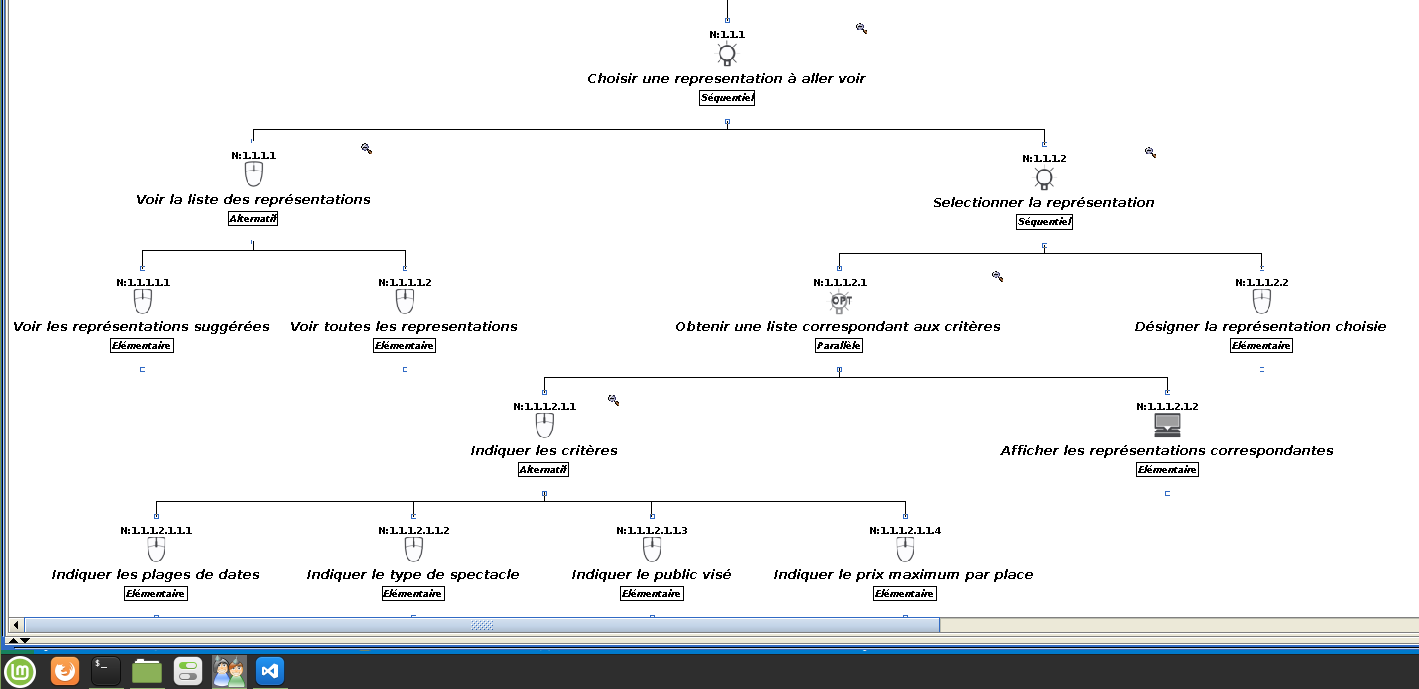 N:1.1.1
Choisir une representation à aller voir
Séquentiel
N:1.1.1.1
Voir la liste des représentations
Alternatif
N:1.1.1.2
Selectionner la représentation
Séquentiel
N:1.1.1.1.1
Voir les représentations suggérées
Elémentaire
N:1.1.1.1.2
Voir toutes les representations
Elémentaire
N:1.1.1.2.1
OPT
Obtenir une liste correspondant aux critères
Parallèle
N:1.1.1.2.2
Désigner la représentation choisie
Elémentaire
N:1.1.1.2.1.1
Indiquer les critères
Alternatif
N:1.1.1.2.1.2
Afficher les représentations correspondantes
Elémentaire
N:1.1.1.2.1.1.1
Indiquer les plages de dates
Elémentaire
N:1.1.1.2.1.1.2
Indiquer le type de spectacle
Elémentaire
N:1.1.1.2.1.1.3
Indiquer le public visé
Elémentaire
N:1.1.1.2.1.1.4
Indiquer le prix maximum par place
Elémentaire
$_